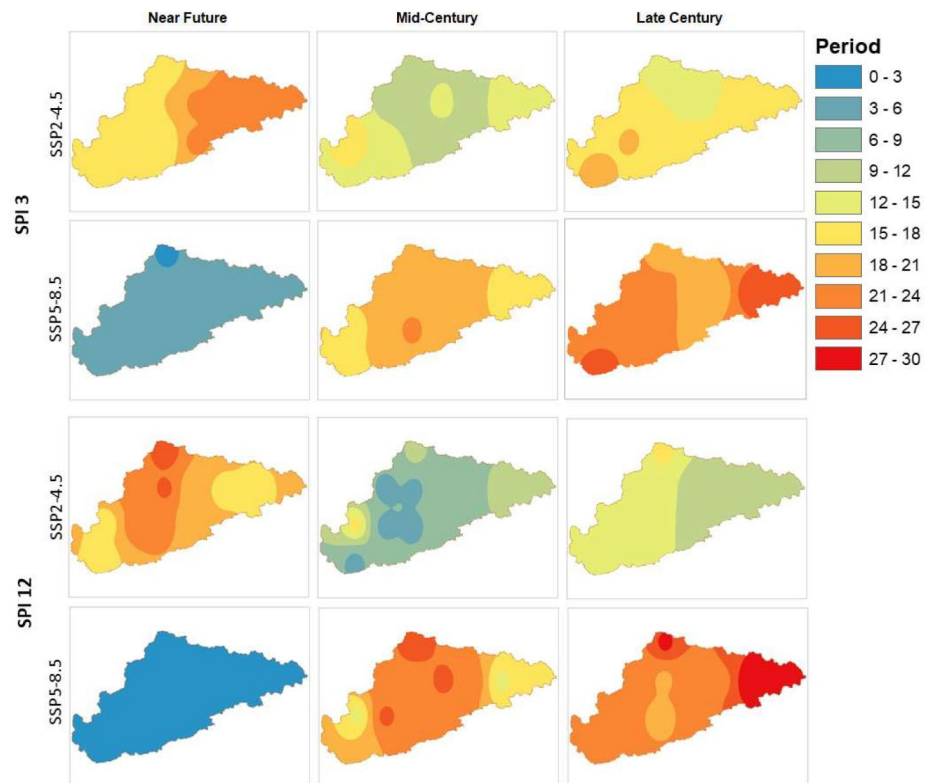 Near Future
Mid-Century
Late Century
Period
0 - 3
3 - 6
6 - 9
9 - 12
12 - 15
15 - 18
18 - 21
21 - 24
24 - 27
27 - 30
SPI 3
SSP2-4.5
SSP5-8.5
SPI 12
SSP2-4.5
SSP5-8.5